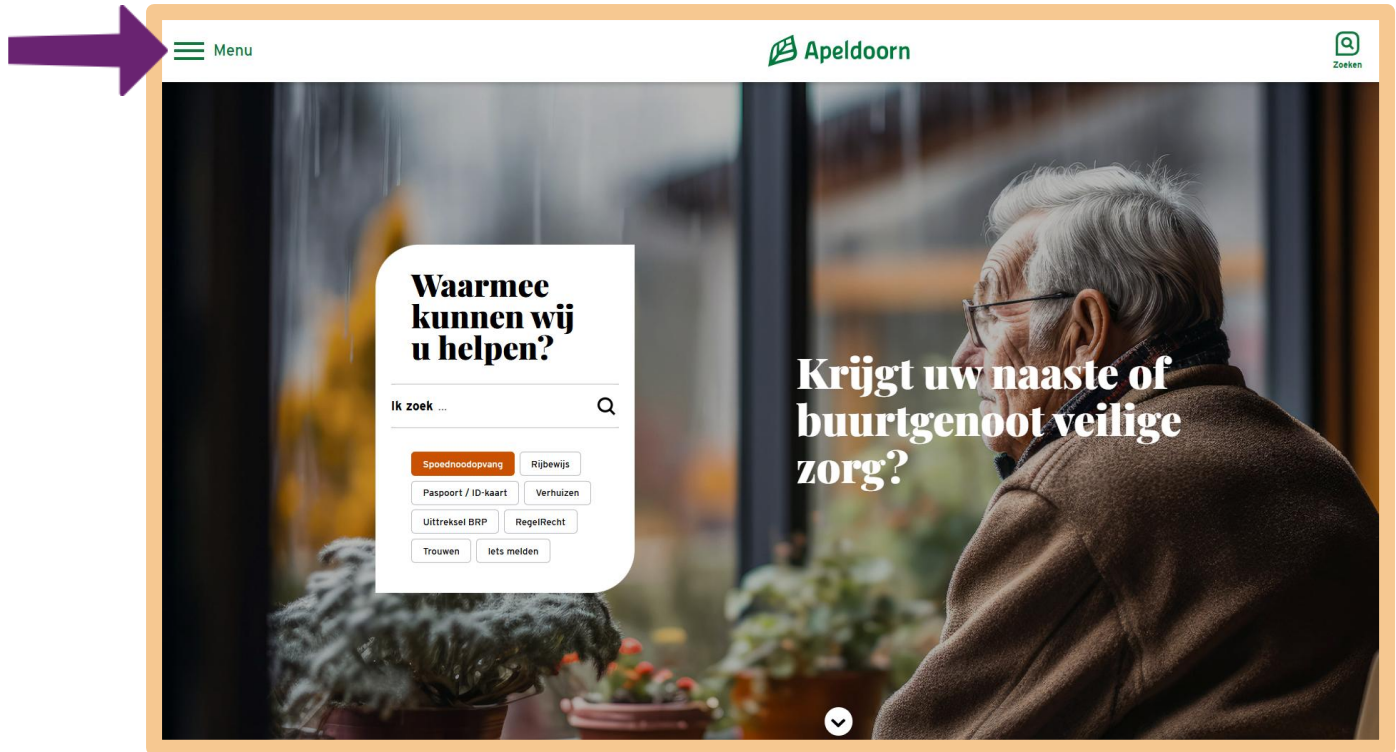 Menu
Apeldoorn
Zoeken
Waarmee
kunnen wij
u helpen?
Ik zoek ...
Spoednoodopvang
Rijbewijs
Paspoort / ID-kaart
Verhuizen
Uittreksel BRP
RegelRecht
Trouwen
Iets melden
Krijgt uw naaste of
buurtgenoot veilige
zorg?